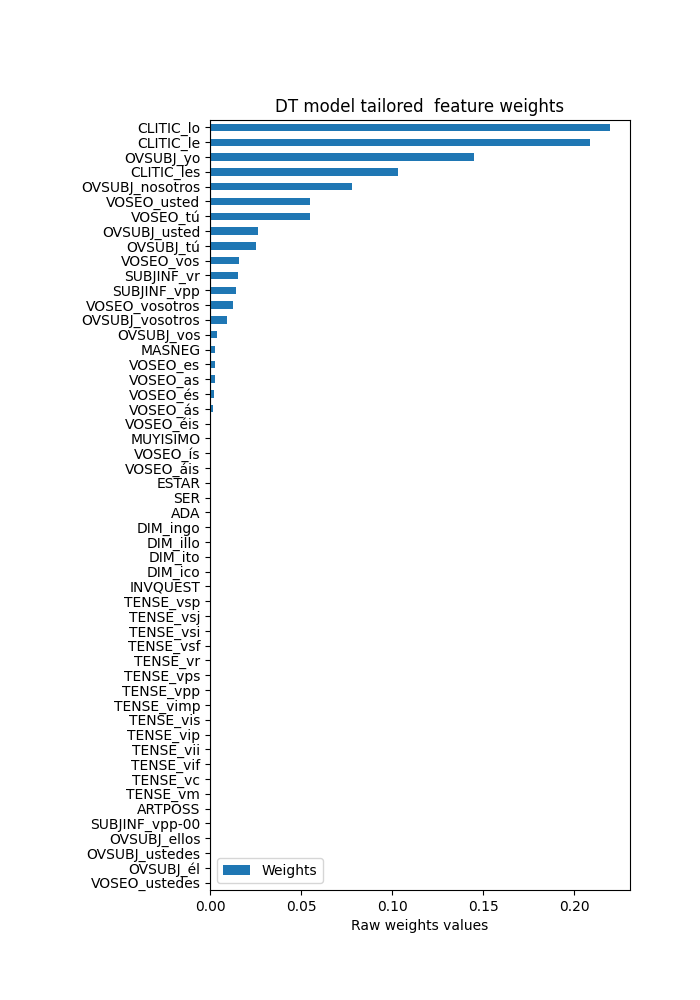 DT model tailored  feature weights
CLITIC_lo
CLITIC_le
OVSUBJ_yo
CLITIC_les
OVSUBJ_nosotros
VOSEO_usted
VOSEO_tú
OVSUBJ_usted
OVSUBJ_tú
VOSEO_vos
SUBJINF_vr
SUBJINF_vpp
VOSEO_vosotros
OVSUBJ_vosotros
OVSUBJ_vos
MASNEG
VOSEO_es
VOSEO_as
VOSEO_és
VOSEO_ás
VOSEO_éis
MUYISIMO
VOSEO_ís
VOSEO_áis
ESTAR
SER
ADA
DIM_ingo
DIM_illo
DIM_ito
DIM_ico
INVQUEST
TENSE_vsp
TENSE_vsj
TENSE_vsi
TENSE_vsf
TENSE_vr
TENSE_vps
TENSE_vpp
TENSE_vimp
TENSE_vis
TENSE_vip
TENSE_vii
TENSE_vif
TENSE_vc
TENSE_vm
ARTPOSS
SUBJINF_vpp-00
OVSUBJ_ellos
OVSUBJ_ustedes
OVSUBJ_él
VOSEO_ustedes
Weights
0.00 0.05 0.10 0.15 0.20
Raw weights values